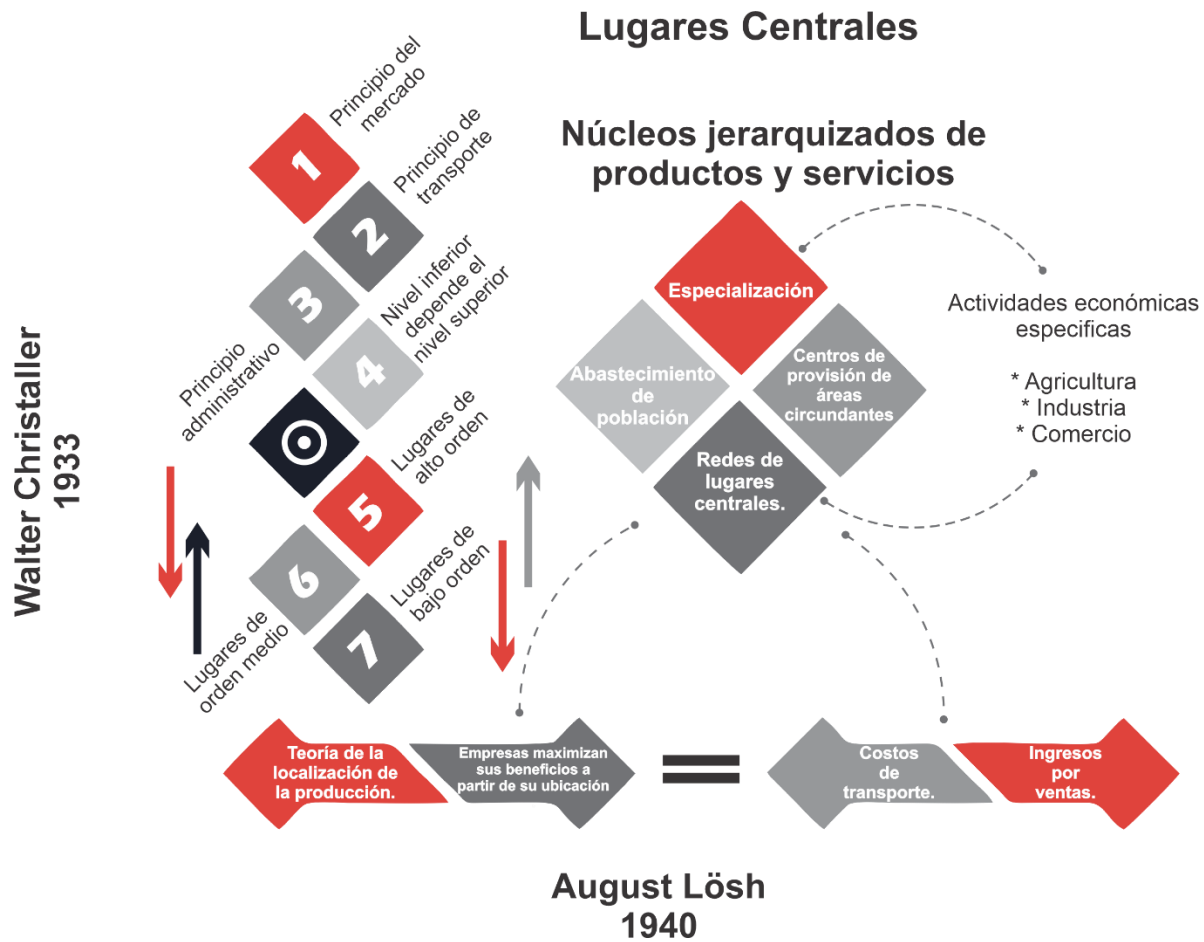 Lugares Centrales
Walter Christaller
1933
1
Principio del
mercado
2
Principio de
transporte
3
Principio
administrativo
4
Nivel inferior
depende el
nivel superior
5
Lugares de
alto orden
6
Lugares de
orden medio
7
Lugares de
bajo orden
Núcleos jerarquizados de
productos y servicios
Especialización
Abastecimiento
de
población
Centros de
provisión de
áreas
circundantes
Redes de
lugares
centrales.
Actividades económicas
especificas
* Agricultura
* Industria
* Comercio
Teoría de la
localización de
la producción.
Empresas maximizan
sus beneficios a
partir de su ubicación
=
Costos
de
transporte.
Ingresos
por
ventas.
August Lösh
1940